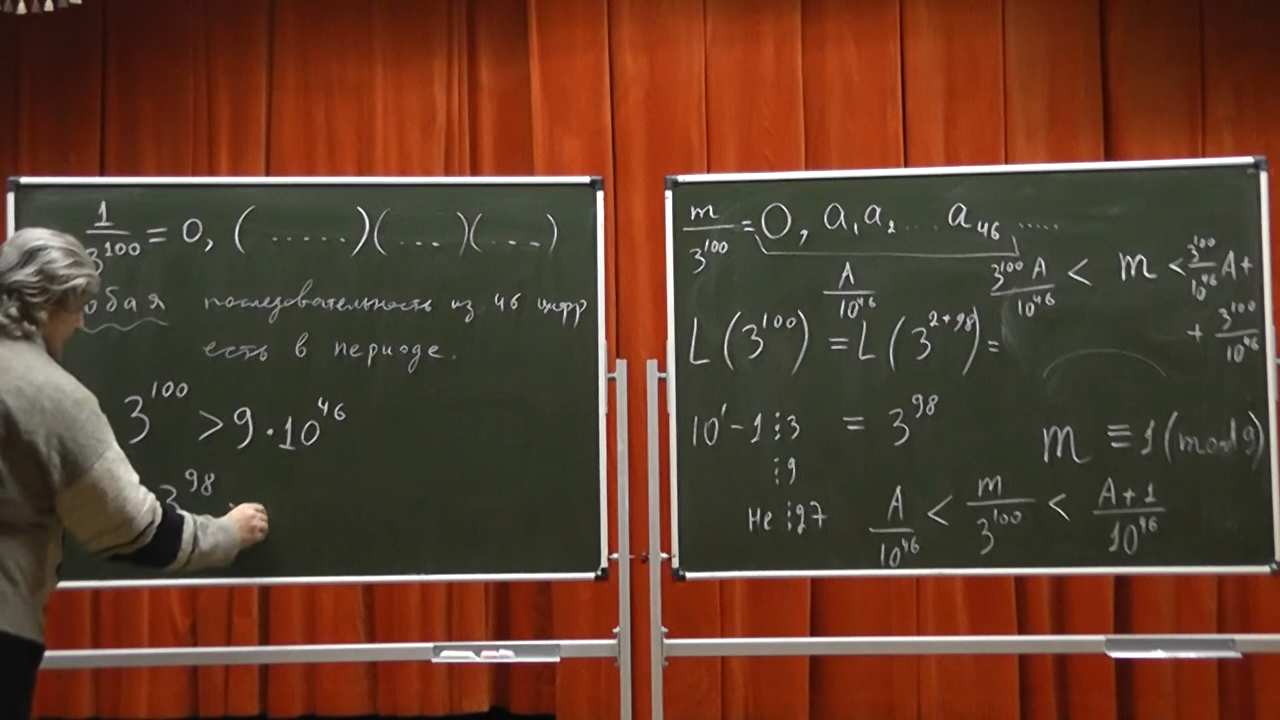 1/3^100 = 0, (......)(...)(...)
последовательность из 46 цифр
есть в периоде.
3^100 > 9 · 10^46
3^98
m/3^100 = 0, a₁a₂...a₄₆.....
A/10^46
3^100 A/10^46 < m < 3^100/10^46 A +
+ 3^100/10^46
L(3^100) = L(3^(2+98)) =
10^1 - 1 ⋮ 3
= 3^98
m ≡ 1 (mod 9)
⋮ 9
Не ⋮ 27
A/10^46 < m/3^100 < A+1/10^46